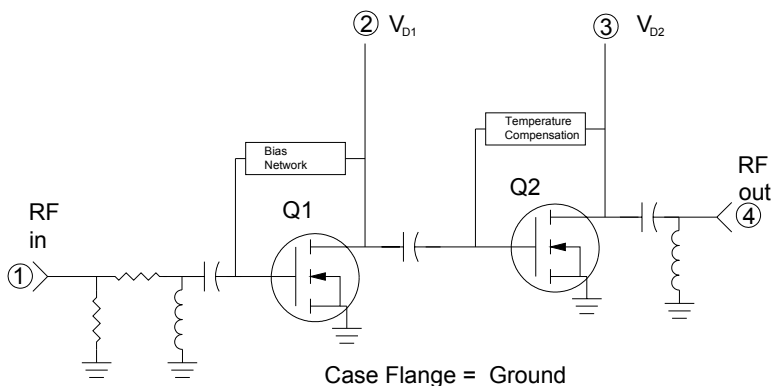 ② V_D1
③ V_D2
Bias
Network
Temperature
Compensation
Q1
Q2
RF
in
①
RF
out
④
Case Flange = Ground